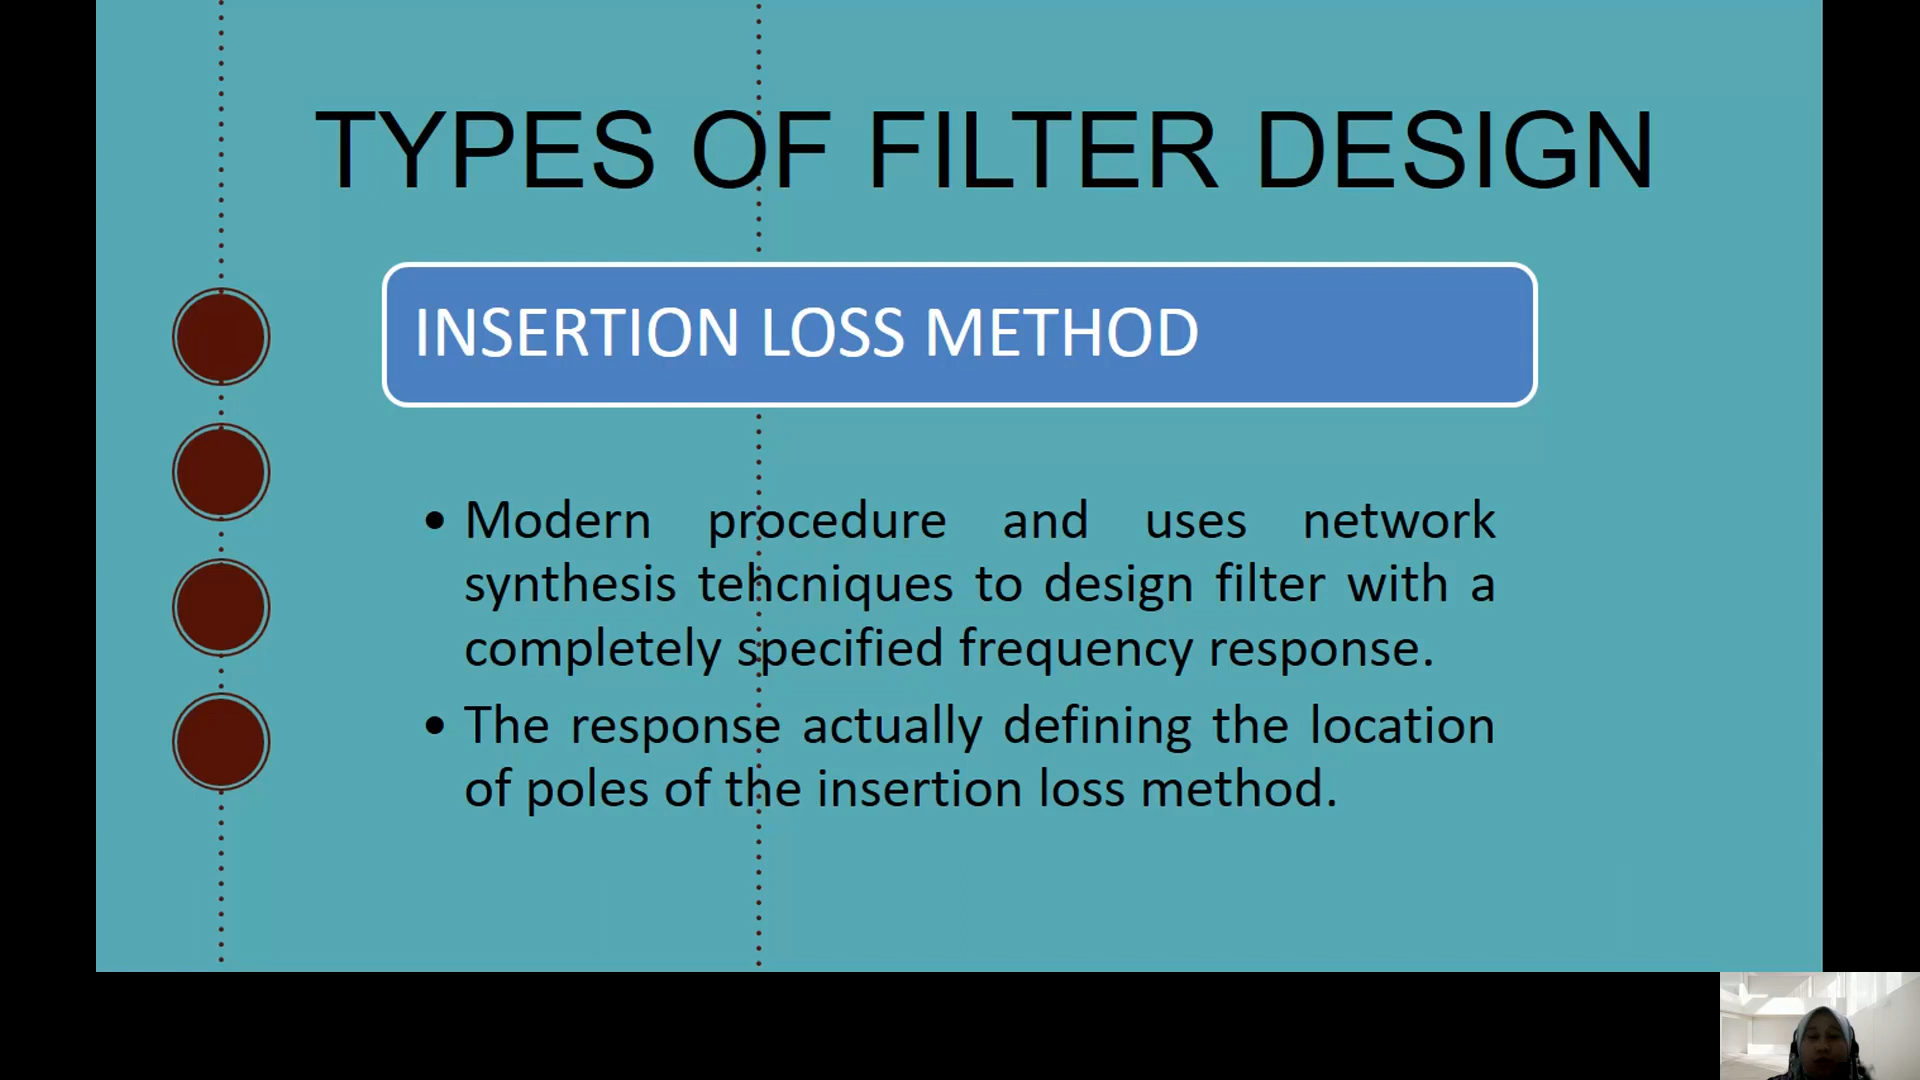 TYPES OF FILTER DESIGN
INSERTION LOSS METHOD
• Modern procedure and uses network
synthesis tehcniques to design filter with a
completely specified frequency response.
• The response actually defining the location
of poles of the insertion loss method.